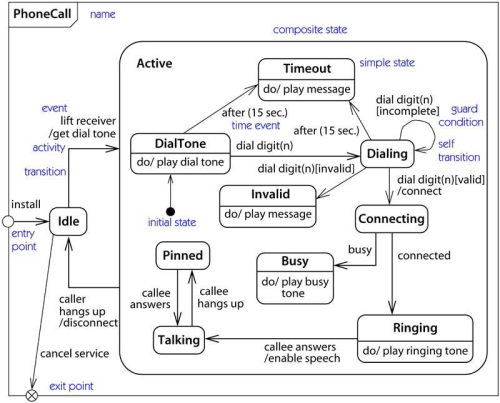 PhoneCall
name
composite state
Active
Timeout
do/ play message
simple state
event
lift receiver
/get dial tone
activity
transition
after (15 sec.)
time event
after (15 sec.)
dial digit(n)
[incomplete]
guard
condition
self
transition
DialTone
do/ play dial tone
dial digit(n)
Dialing
dial digit(n)[invalid]
Invalid
do/ play message
dial digit(n)[valid]
/connect
install
Idle
entry
point
initial state
Connecting
Pinned
Busy
do/ play busy
tone
busy
connected
caller
hangs up
/disconnect
callee
answers
callee
hangs up
Talking
callee answers
/enable speech
Ringing
do/ play ringing tone
cancel service
exit point